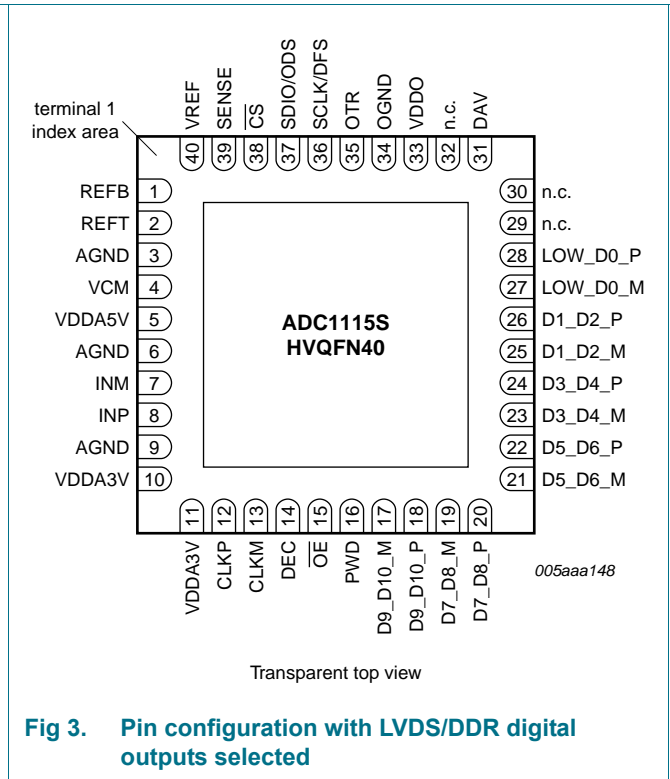 terminal 1
index area
40 VREF
39 SENSE
38 CS
37 SDIO/ODS
36 SCLK/DFS
35 OTR
34 OGND
33 VDDO
32 n.c.
31 DAV
REFB 1
REFT 2
AGND 3
VCM 4
VDDA5V 5
AGND 6
INM 7
INP 8
AGND 9
VDDA3V 10
ADC1115S
HVQFN40
30 n.c.
29 n.c.
28 LOW_D0_P
27 LOW_D0_M
26 D1_D2_P
25 D1_D2_M
24 D3_D4_P
23 D3_D4_M
22 D5_D6_P
21 D5_D6_M
VDDA3V 11
CLKP 12
CLKM 13
DEC 14
OE 15
PWD 16
D9_D10_M 17
D9_D10_P 18
D7_D8_M 19
D7_D8_P 20
005aaa148
Transparent top view
Fig 3. Pin configuration with LVDS/DDR digital
outputs selected